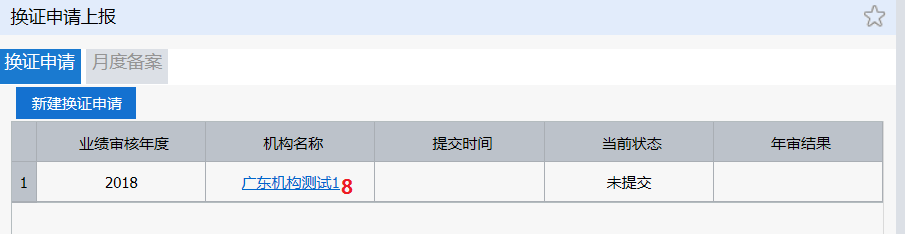 换证申请上报
换证申请 月度备案
新建换证申请
业绩审核年度 机构名称 提交时间 当前状态 年审结果
1 2018 广东机构测试1 8 未提交